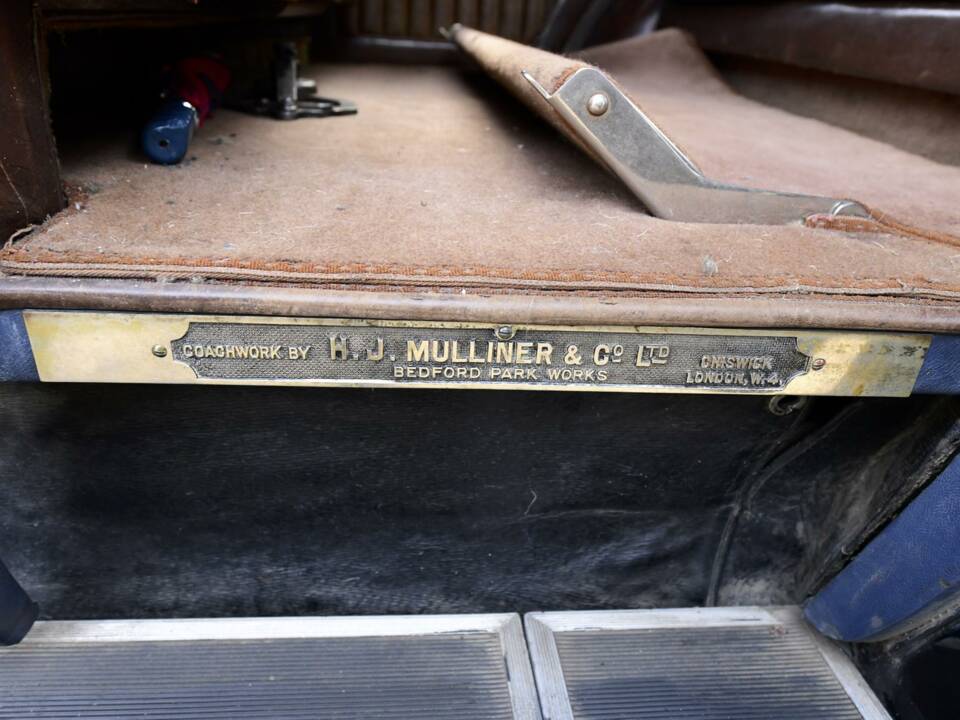 COACHWORK BY H. J. MULLINER & Co LTD
BEDFORD PARK WORKS
CHISWICK
LONDON, W.4.